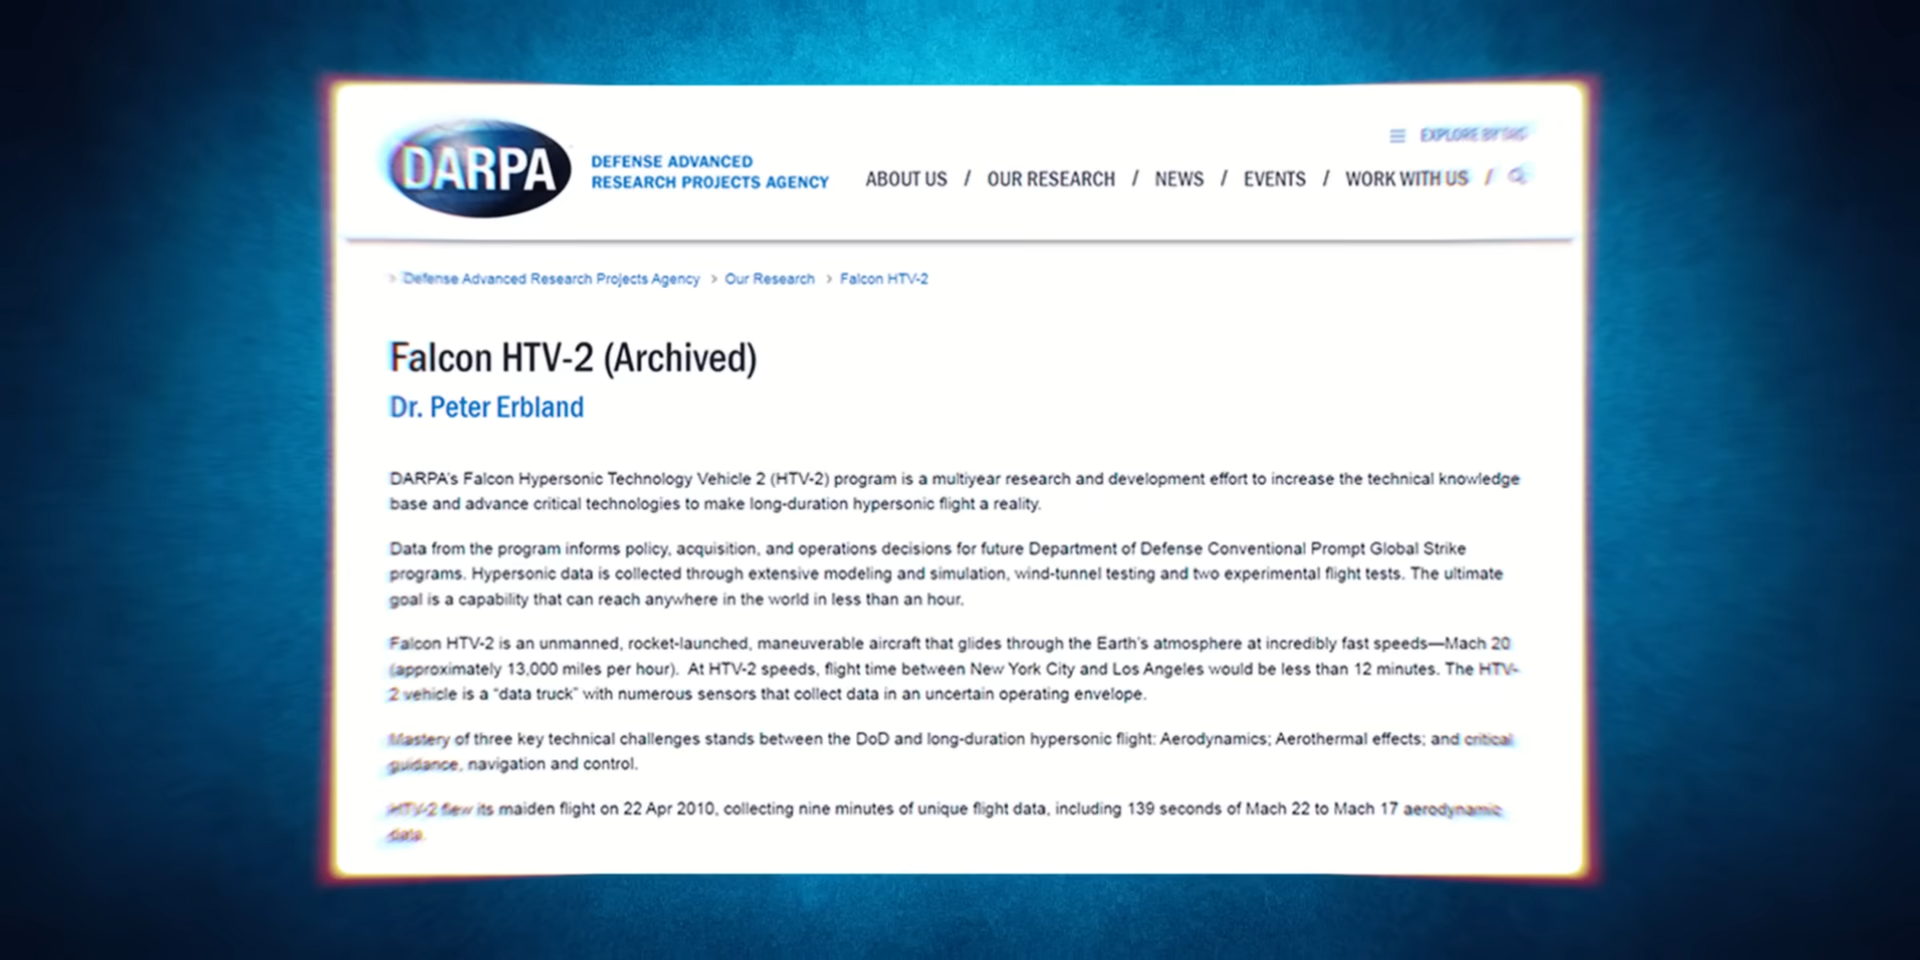 EXPLORE BY TAG
DARPA
DEFENSE ADVANCED
RESEARCH PROJECTS AGENCY
ABOUT US / OUR RESEARCH / NEWS / EVENTS / WORK WITH US /
> Defense Advanced Research Projects Agency > Our Research > Falcon HTV-2
Falcon HTV-2 (Archived)
Dr. Peter Erbland
DARPA's Falcon Hypersonic Technology Vehicle 2 (HTV-2) program is a multiyear research and development effort to increase the technical knowledge
base and advance critical technologies to make long-duration hypersonic flight a reality.
Data from the program informs policy, acquisition, and operations decisions for future Department of Defense Conventional Prompt Global Strike
programs. Hypersonic data is collected through extensive modeling and simulation, wind-tunnel testing and two experimental flight tests. The ultimate
goal is a capability that can reach anywhere in the world in less than an hour.
Falcon HTV-2 is an unmanned, rocket-launched, maneuverable aircraft that glides through the Earth's atmosphere at incredibly fast speeds—Mach 20
(approximately 13,000 miles per hour). At HTV-2 speeds, flight time between New York City and Los Angeles would be less than 12 minutes. The HTV-
2 vehicle is a "data truck" with numerous sensors that collect data in an uncertain operating envelope.
Mastery of three key technical challenges stands between the DoD and long-duration hypersonic flight: Aerodynamics; Aerothermal effects; and critical
guidance, navigation and control.
HTV-2 flew its maiden flight on 22 Apr 2010, collecting nine minutes of unique flight data, including 139 seconds of Mach 22 to Mach 17 aerodynamic
data.